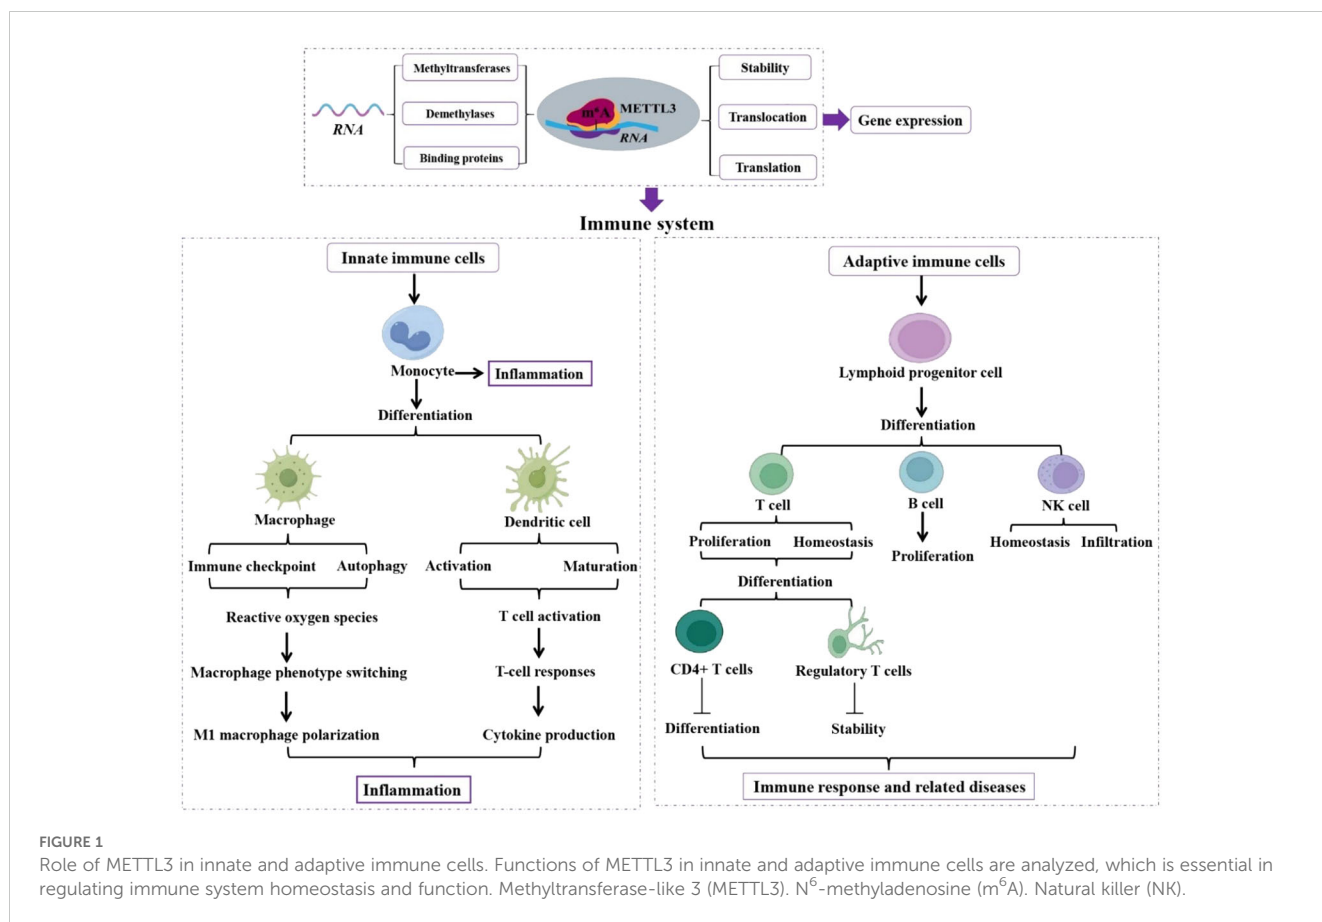 Methyltransferases
Demethylases
Binding proteins
RNA
m⁶A
METTL3
RNA
Stability
Translocation
Translation
Gene expression
Immune system
Innate immune cells
Monocyte
Inflammation
Differentiation
Macrophage
Dendritic cell
Immune checkpoint
Autophagy
Activation
Maturation
Reactive oxygen species
T cell activation
Macrophage phenotype switching
T-cell responses
M1 macrophage polarization
Cytokine production
Inflammation
Adaptive immune cells
Lymphoid progenitor cell
Differentiation
T cell
B cell
NK cell
Proliferation
Homeostasis
Proliferation
Homeostasis
Infiltration
Differentiation
CD4+ T cells
Regulatory T cells
Differentiation
Stability
Immune response and related diseases
FIGURE 1
Role of METTL3 in innate and adaptive immune cells. Functions of METTL3 in innate and adaptive immune cells are analyzed, which is essential in
regulating immune system homeostasis and function. Methyltransferase-like 3 (METTL3). N⁶-methyladenosine (m⁶A). Natural killer (NK).